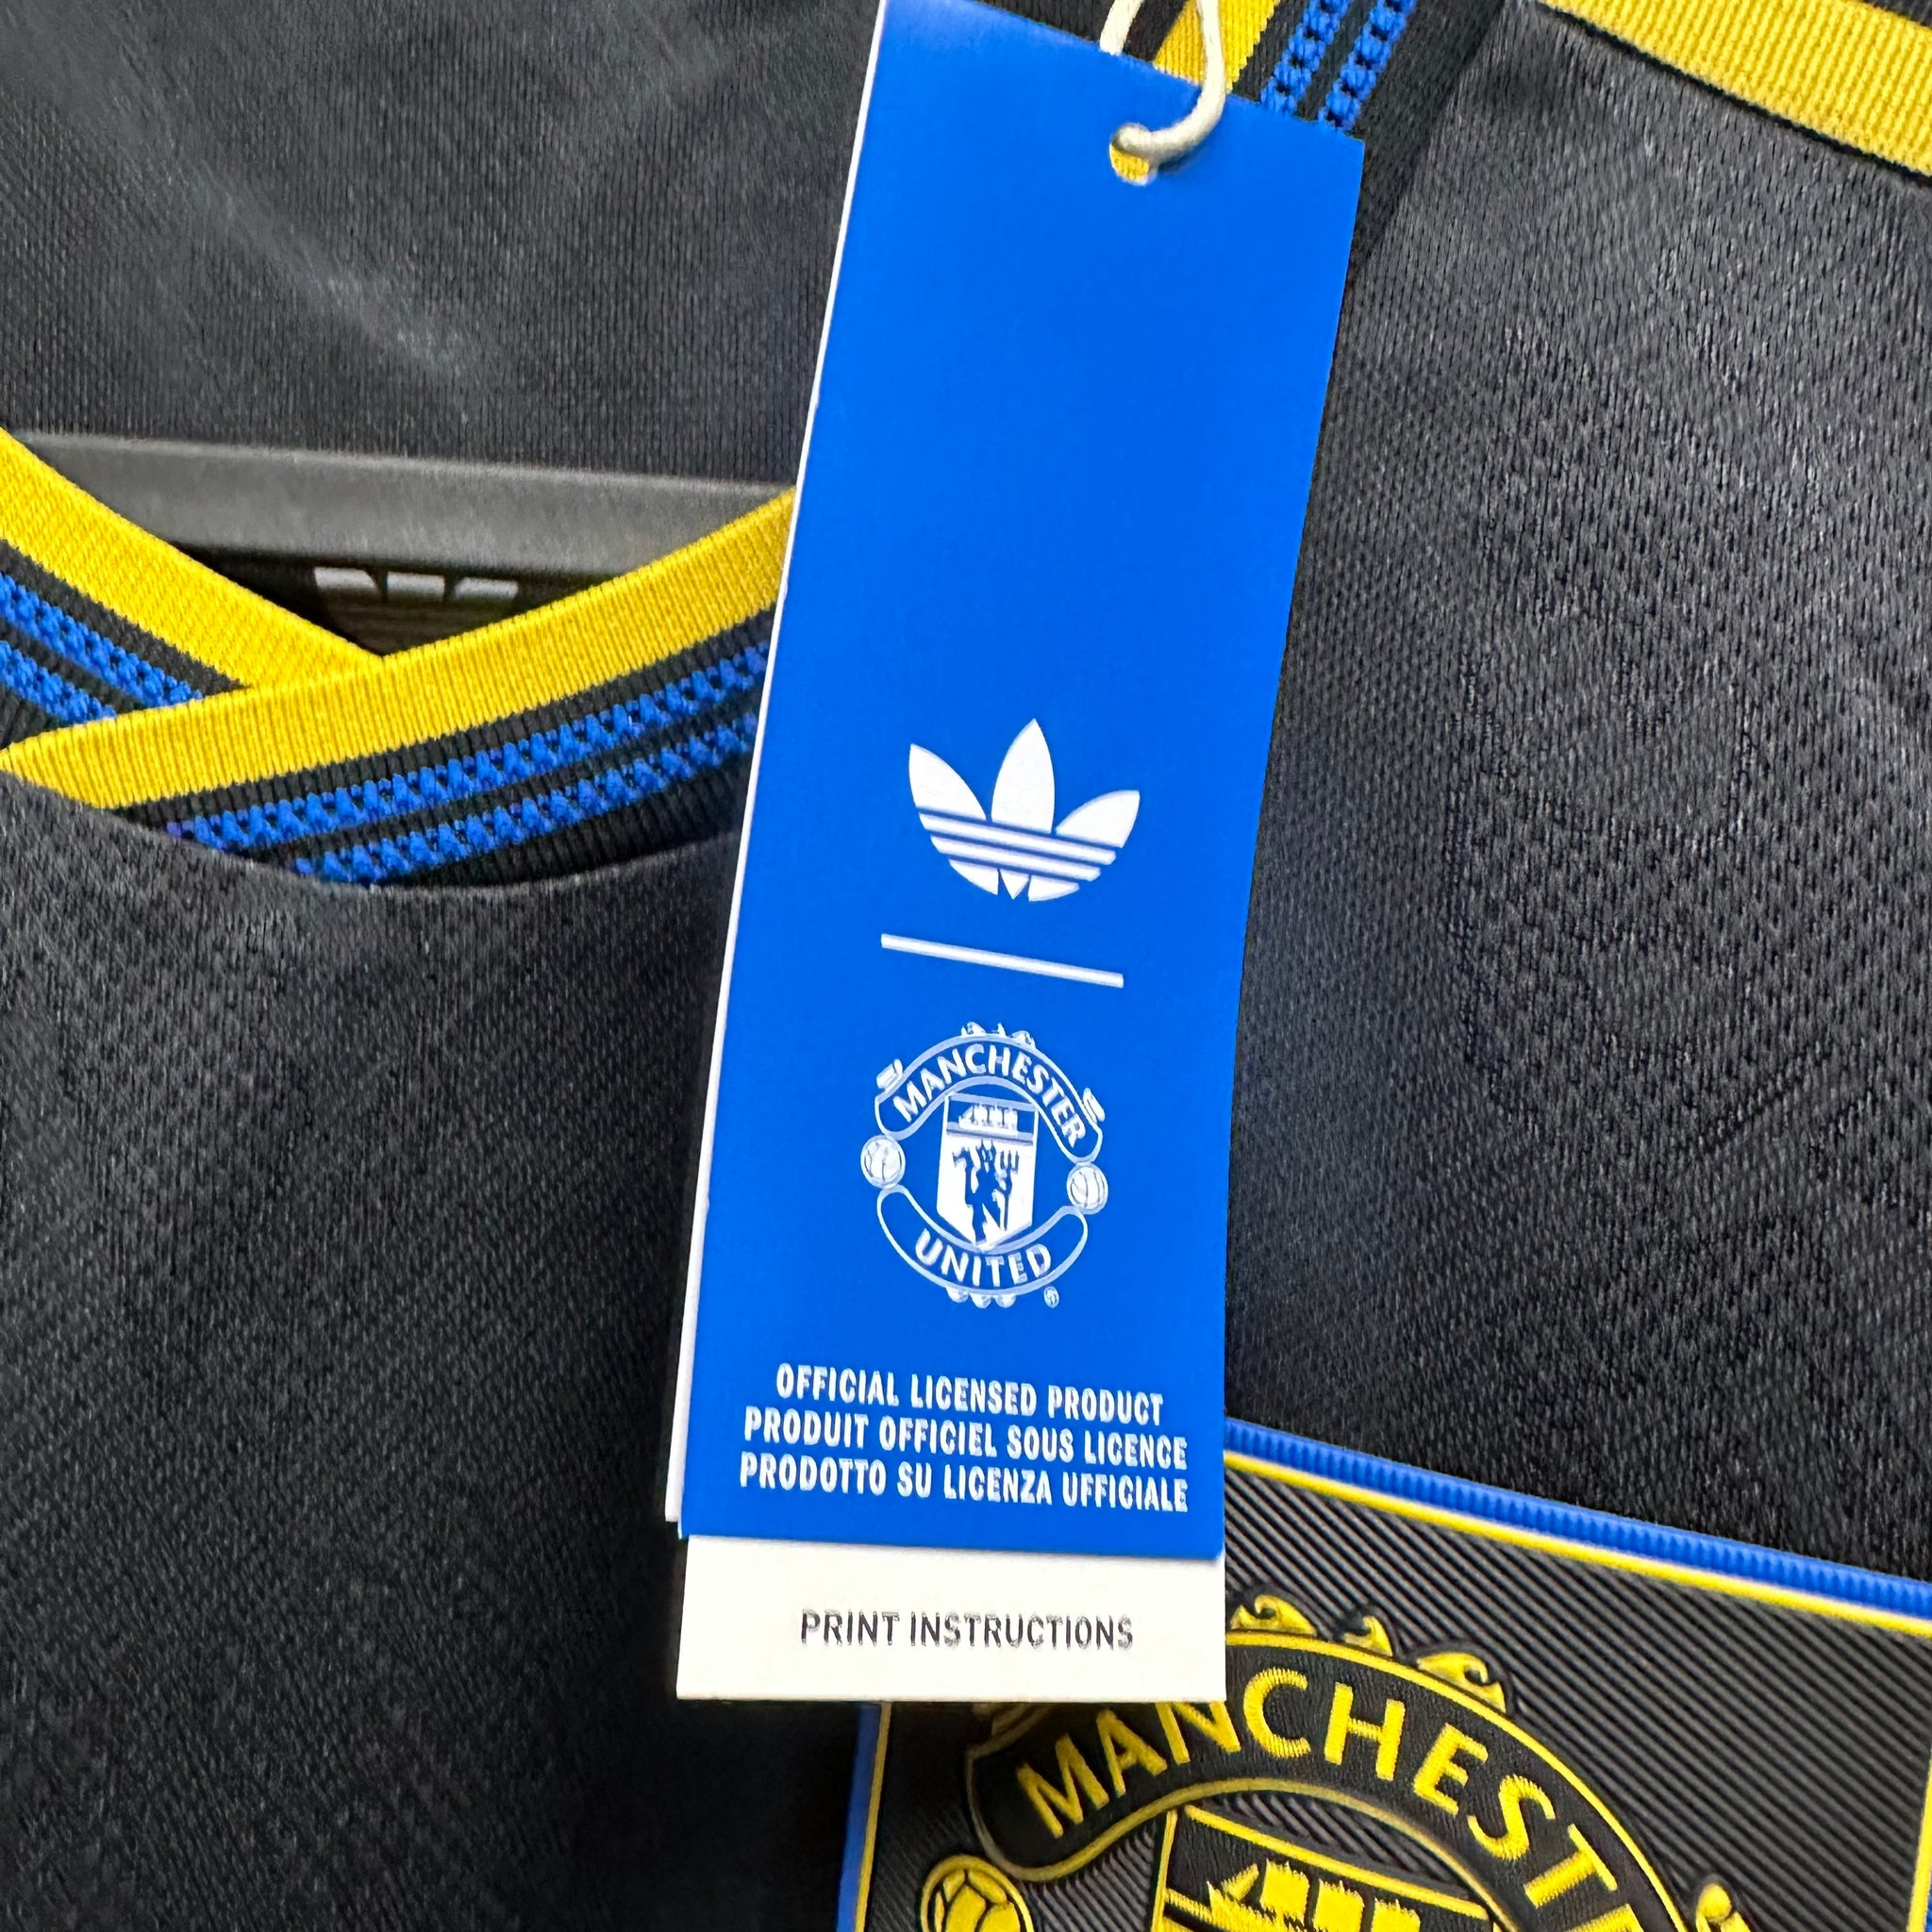 MANCHESTER
UNITED
OFFICIAL LICENSED PRODUCT
PRODUIT OFFICIEL SOUS LICENCE
PRODOTTO SU LICENZA UFFICIALE
PRINT INSTRUCTIONS
MANCHEST